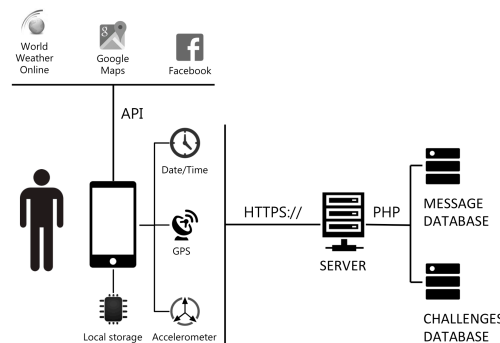 World
Weather
Online
Google
Maps
Facebook
API
Date/Time
GPS
Local storage
Accelerometer
HTTPS://
SERVER
PHP
MESSAGE
DATABASE
CHALLENGES
DATABASE